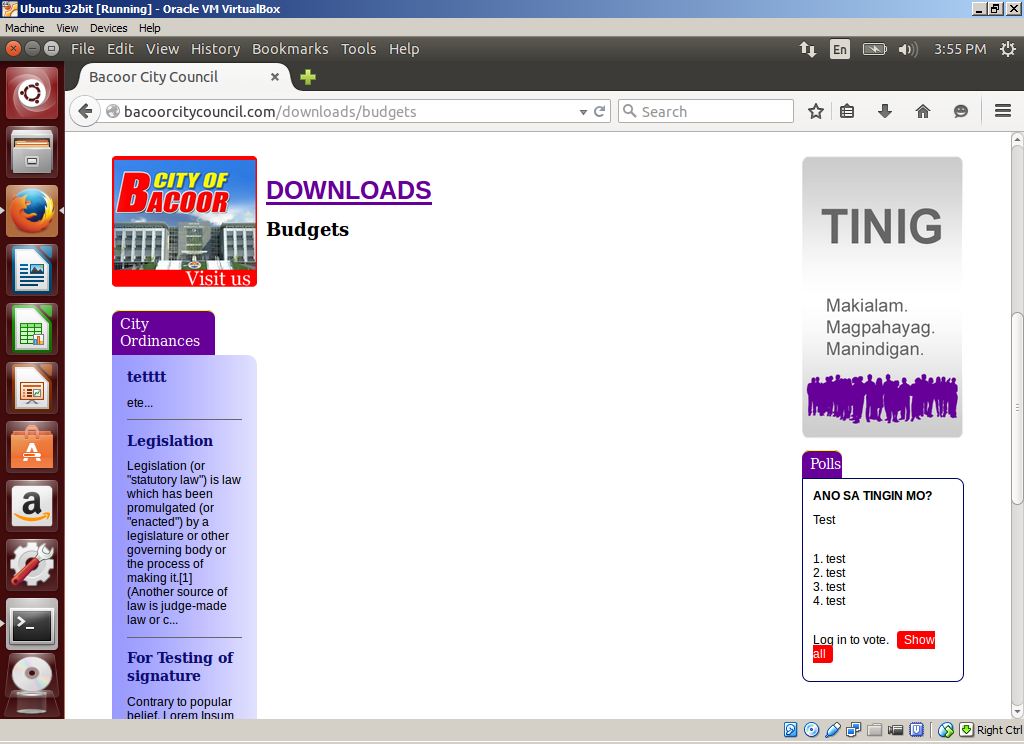 Ubuntu 32bit [Running] - Oracle VM VirtualBox
Machine View Devices Help
File Edit View History Bookmarks Tools Help
En 3:55 PM
Bacoor City Council
bacoorcitycouncil.com/downloads/budgets
Search
CITY OF
BACOOR
Visit us
DOWNLOADS
Budgets
City
Ordinances
tetttt
ete...
Legislation
Legislation (or
"statutory law") is law
which has been
promulgated (or
"enacted") by a
legislature or other
governing body or
the process of
making it.[1]
(Another source of
law is judge-made
law or c...
For Testing of
signature
Contrary to popular
belief, Lorem Ipsum
TINIG
Makialam.
Magpahayag.
Manindigan.
Polls
ANO SA TINGIN MO?
Test
1. test
2. test
3. test
4. test
Log in to vote. Show
all
Right Ctrl